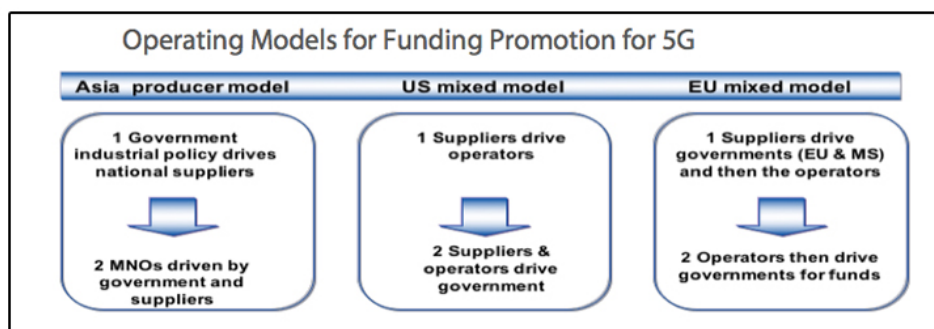 Operating Models for Funding Promotion for 5G
Asia producer model
US mixed model
EU mixed model
1 Government
industrial policy drives
national suppliers
2 MNOs driven by
government and
suppliers
1 Suppliers drive
operators
2 Suppliers &
operators drive
government
1 Suppliers drive
governments (EU & MS)
and then the operators
2 Operators then drive
governments for funds